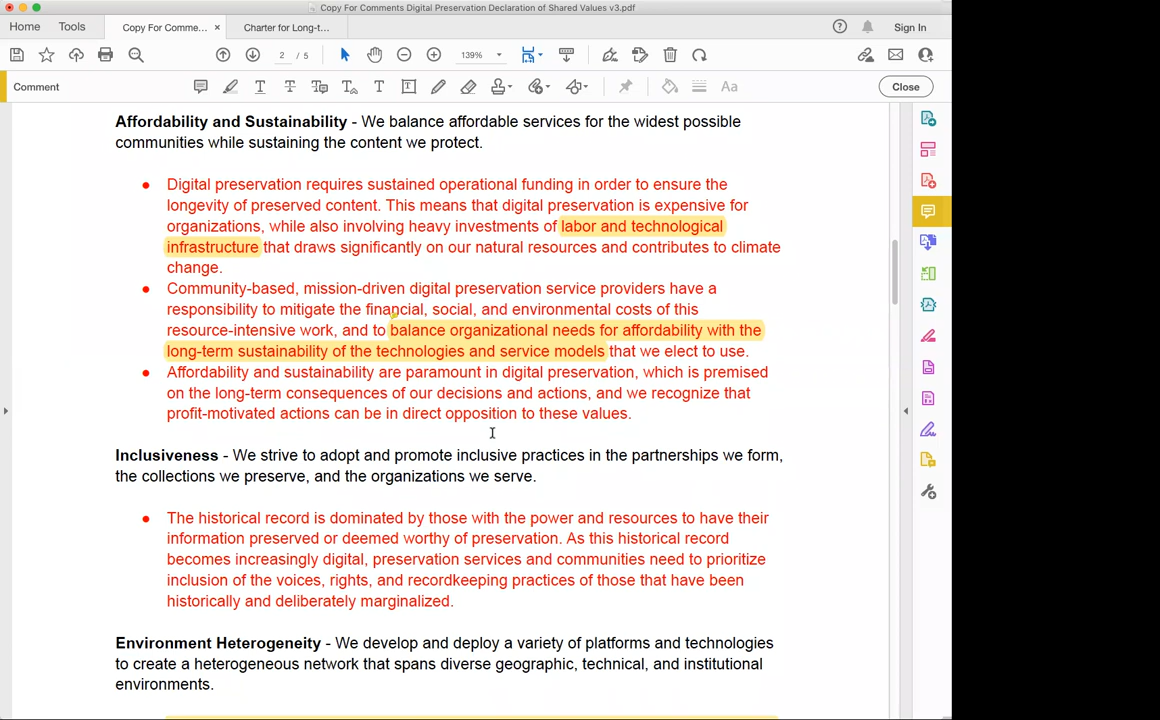 Copy For Comments Digital Preservation Declaration of Shared Values v3.pdf
Home Tools Copy For Comme... × Charter for Long-t... Sign In
2 / 5 139%
Comment Close
Affordability and Sustainability - We balance affordable services for the widest possible
communities while sustaining the content we protect.
● Digital preservation requires sustained operational funding in order to ensure the
longevity of preserved content. This means that digital preservation is expensive for
organizations, while also involving heavy investments of labor and technological
infrastructure that draws significantly on our natural resources and contributes to climate
change.
● Community-based, mission-driven digital preservation service providers have a
responsibility to mitigate the financial, social, and environmental costs of this
resource-intensive work, and to balance organizational needs for affordability with the
long-term sustainability of the technologies and service models that we elect to use.
● Affordability and sustainability are paramount in digital preservation, which is premised
on the long-term consequences of our decisions and actions, and we recognize that
profit-motivated actions can be in direct opposition to these values.
Inclusiveness - We strive to adopt and promote inclusive practices in the partnerships we form,
the collections we preserve, and the organizations we serve.
● The historical record is dominated by those with the power and resources to have their
information preserved or deemed worthy of preservation. As this historical record
becomes increasingly digital, preservation services and communities need to prioritize
inclusion of the voices, rights, and recordkeeping practices of those that have been
historically and deliberately marginalized.
Environment Heterogeneity - We develop and deploy a variety of platforms and technologies
to create a heterogeneous network that spans diverse geographic, technical, and institutional
environments.